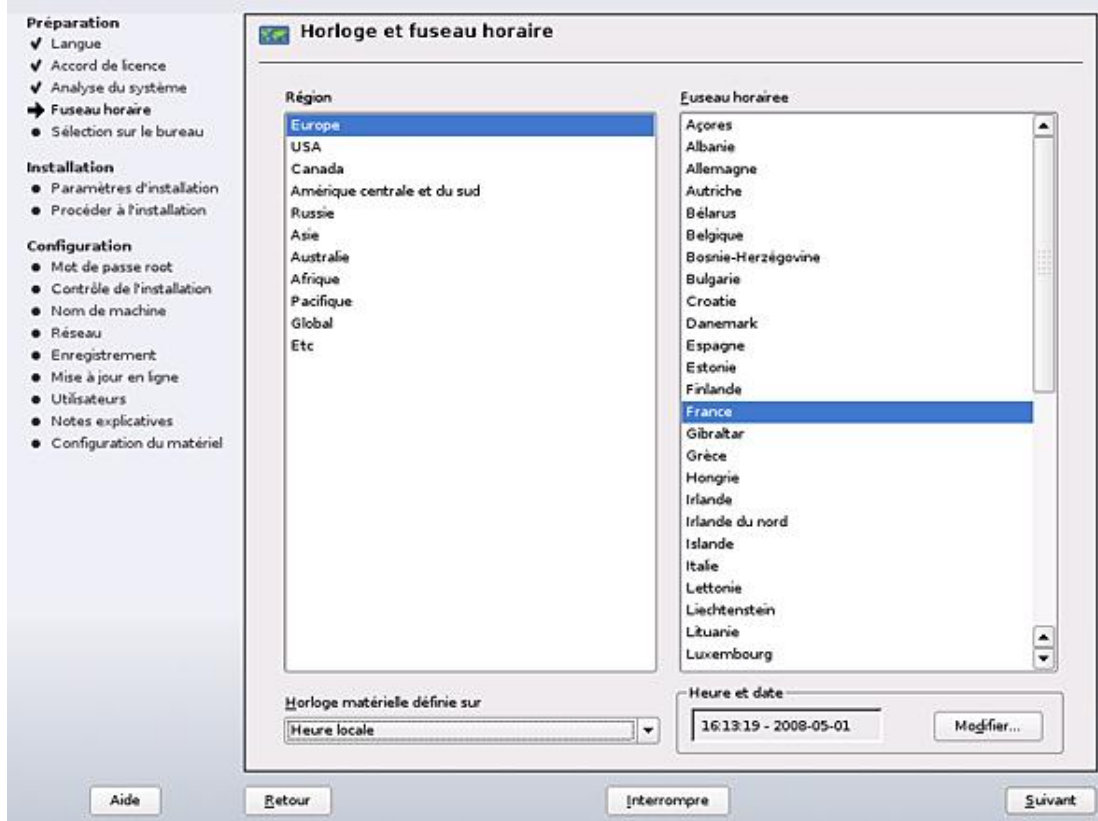 Préparation
Langue
Accord de licence
Analyse du système
Fuseau horaire
Sélection sur le bureau
Installation
Paramètres d'installation
Procéder à l'installation
Configuration
Mot de passe root
Contrôle de l'installation
Nom de machine
Réseau
Enregistrement
Mise à jour en ligne
Utilisateurs
Notes explicatives
Configuration du matériel
Horloge et fuseau horaire
Région
Europe
USA
Canada
Amérique centrale et du sud
Russie
Asie
Australie
Afrique
Pacifique
Global
Etc
Horloge matérielle définie sur
Heure locale
Fuseau horairee
Açores
Albanie
Allemagne
Autriche
Bélarus
Belgique
Bosnie-Herzégovine
Bulgarie
Croatie
Danemark
Espagne
Estonie
Finlande
France
Gibraltar
Grèce
Hongrie
Irlande
Irlande du nord
Islande
Italie
Lettonie
Liechtenstein
Lituanie
Luxembourg
Heure et date
16:13:19 - 2008-05-01
Modifier...
Aide
Retour
Interrompre
Suivant